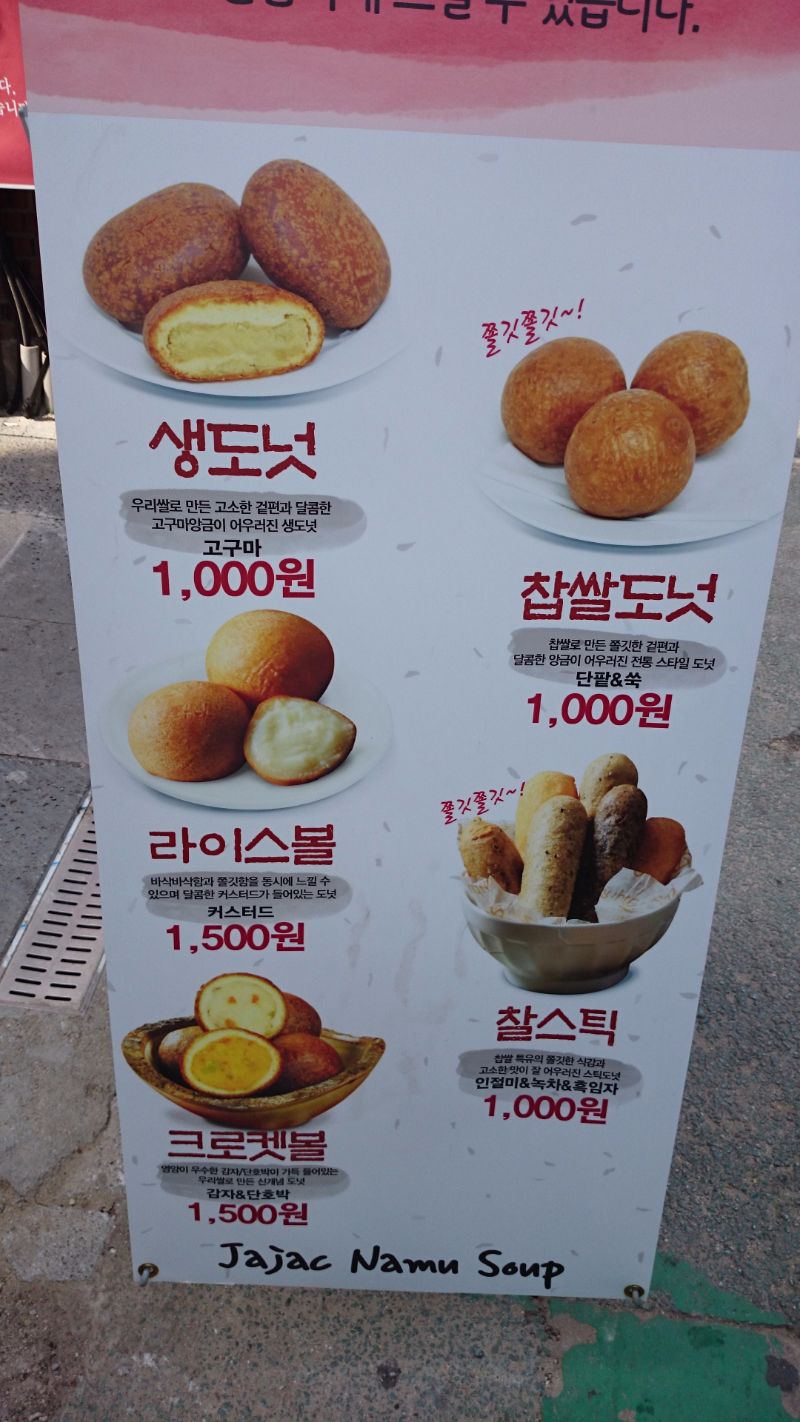 수 있습니다.
다.
습니다
생도넛
우리쌀로 만든 고소한 겉편과 달콤한
고구마앙금이 어우러진 생도넛
고구마
1,000원
쫄깃쫄깃~!
찹쌀도넛
찹쌀로 만든 쫄깃한 겉편과
달콤한 앙금이 어우러진 전통 스타일 도넛
단팥&쑥
1,000원
라이스볼
바삭바삭함과 쫄깃함을 동시에 느낄 수
있으며 달콤한 커스터드가 들어있는 도넛
커스터드
1,500원
쫄깃쫄깃~!
찰스틱
찹쌀 특유의 쫄깃한 식감과
고소한 맛이 잘 어우러진 스틱도넛
인절미&녹차&흑임자
1,000원
크로켓볼
영양이 우수한 감자/단호박이 가득 들어있는
우리쌀로 만든 신개념 도넛
감자&단호박
1,500원
Jajac Namu Soup